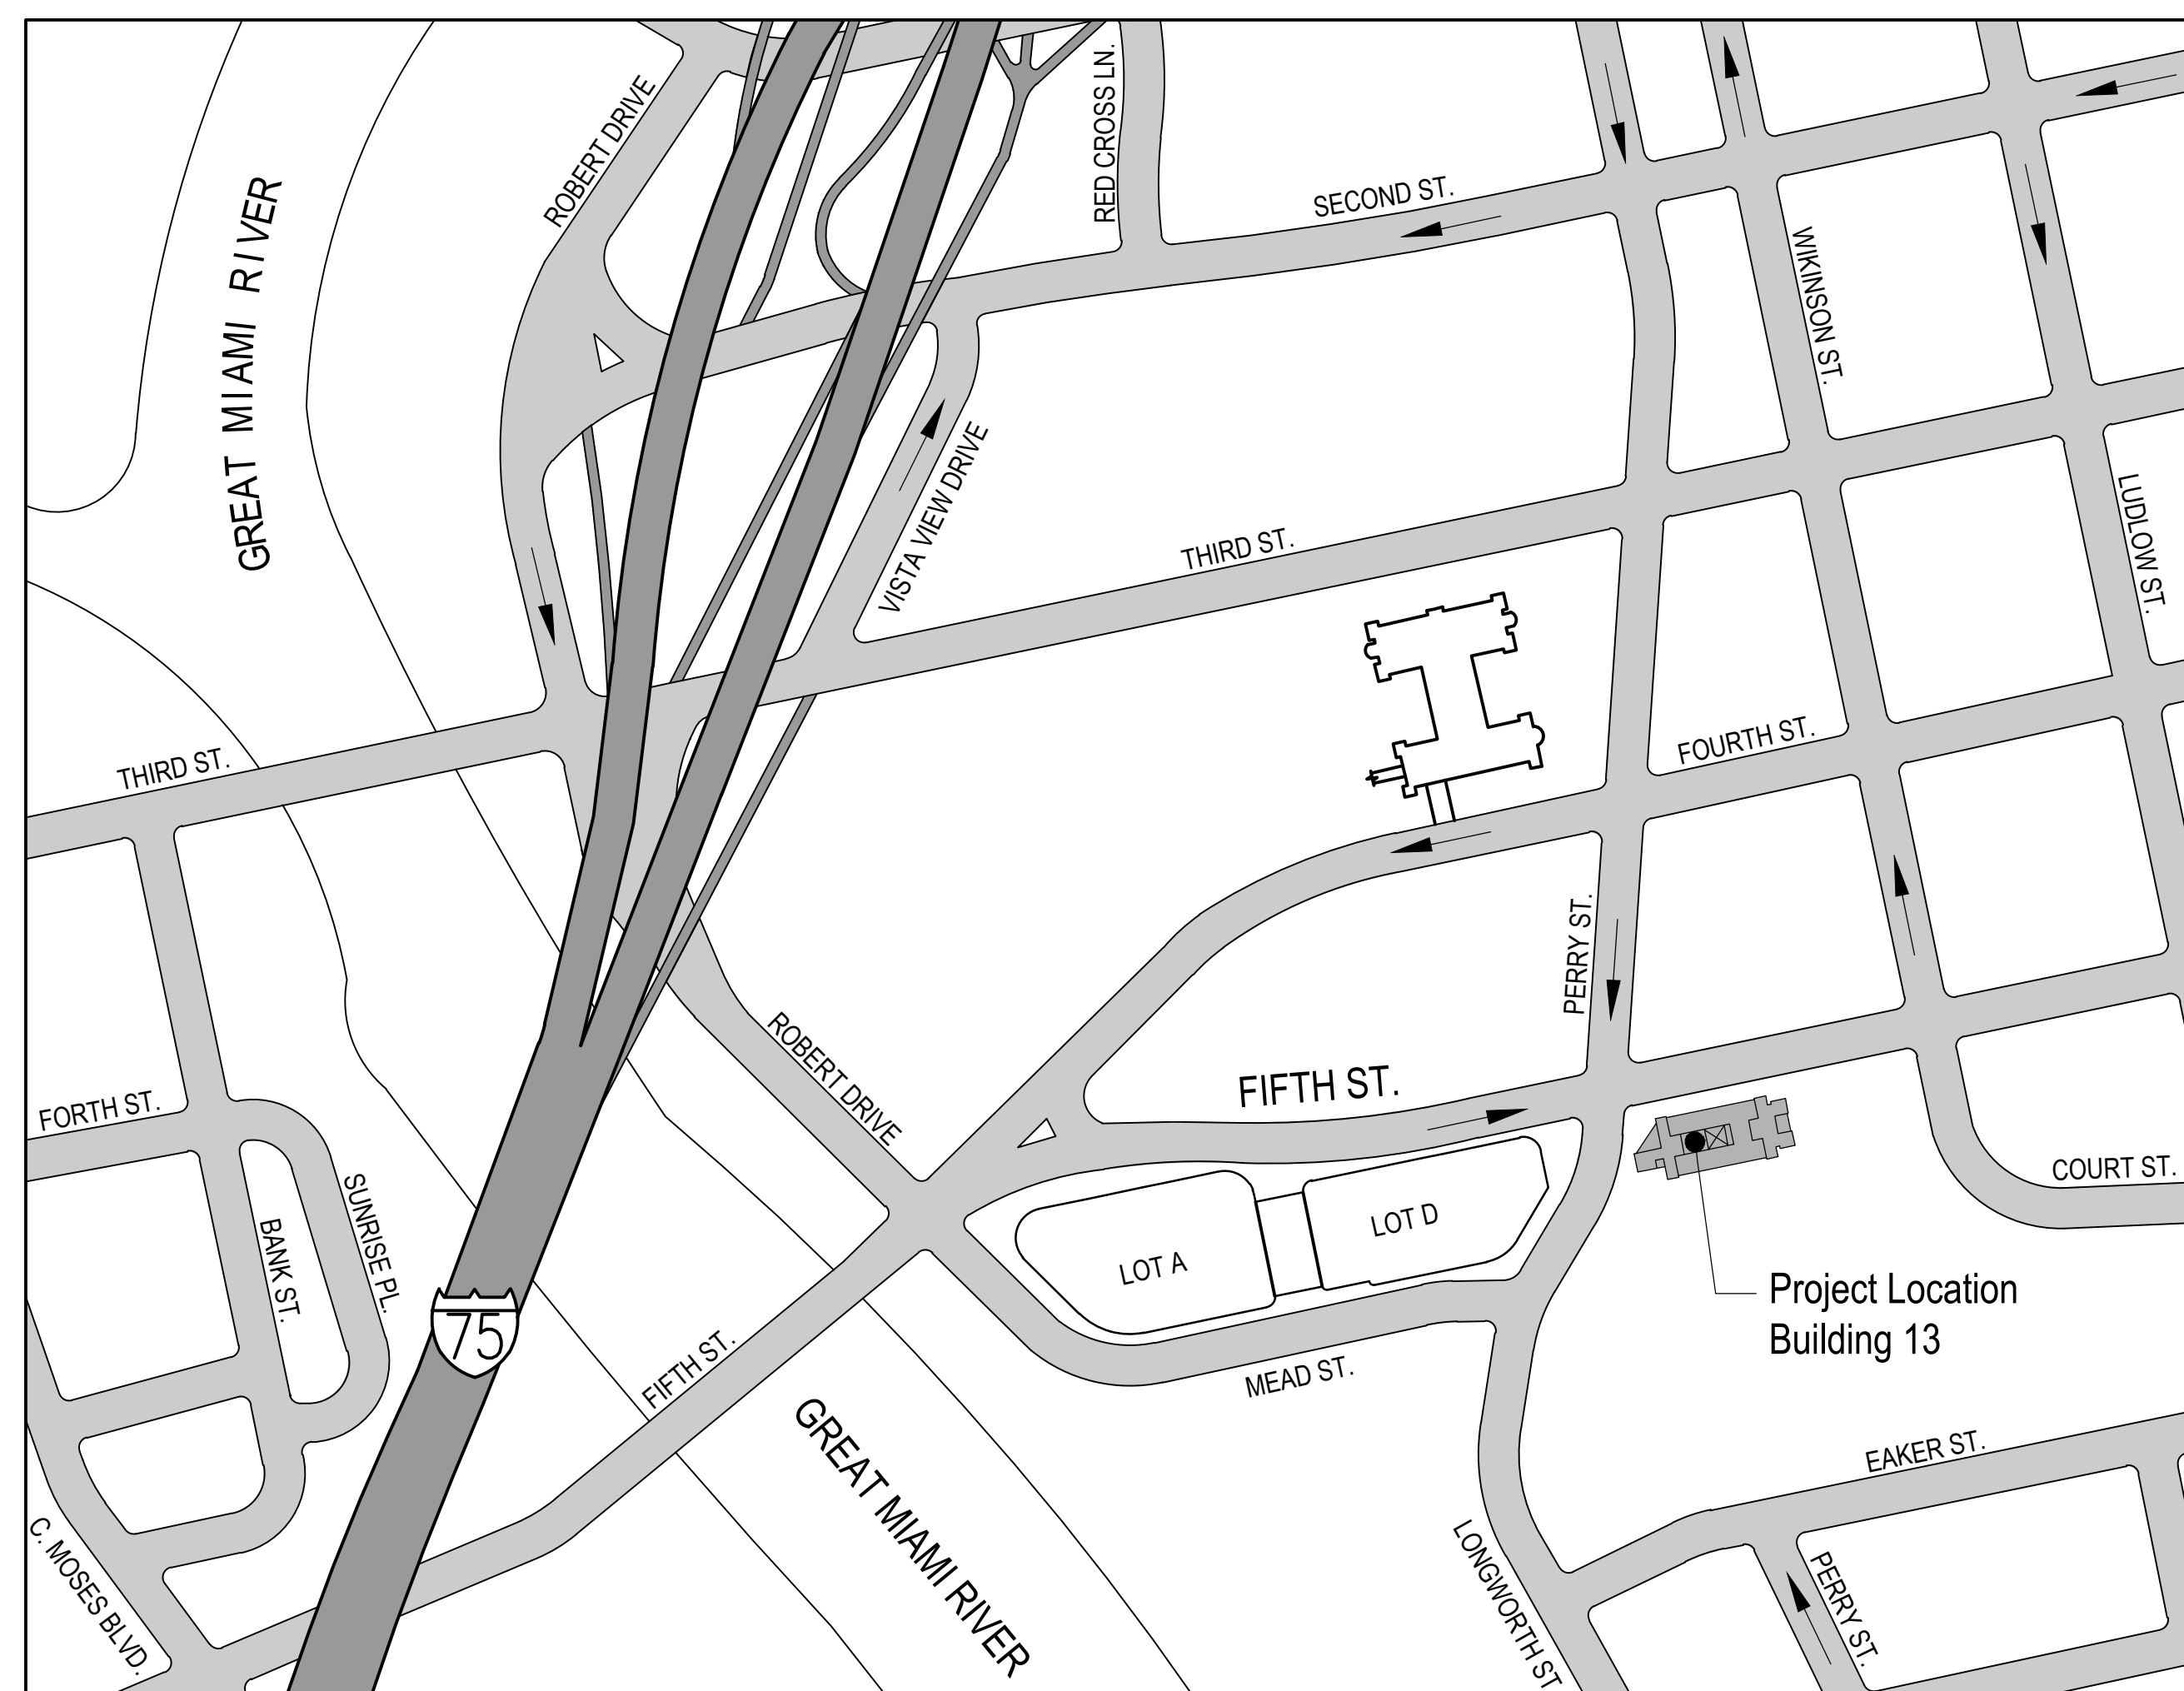 RED CROSS LN.
ROBERT DRIVE
SECOND ST.
GREAT MIAMI RIVER
WIKINSON ST.
VISTA VIEW DRIVE
LUDLOW ST.
THIRD ST.
FOURTH ST.
THIRD ST.
PERRY ST.
ROBERT DRIVE
FIFTH ST.
FORTH ST.
COURT ST.
SUNRISE PL.
BANK ST.
LOT D
LOT A
Project Location
Building 13
75
FIFTH ST.
MEAD ST.
GREAT MIAMI RIVER
EAKER ST.
C. MOSES BLVD.
LONGWORTH ST
PERRY ST.